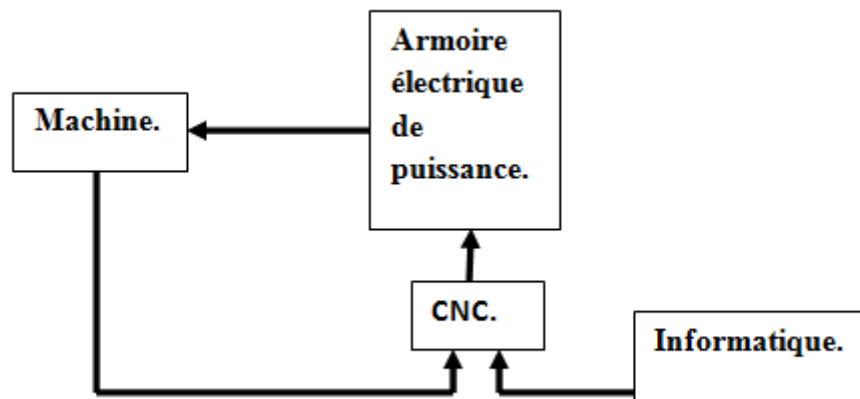 Armoire
électrique
de
puissance.
Machine.
CNC.
Informatique.